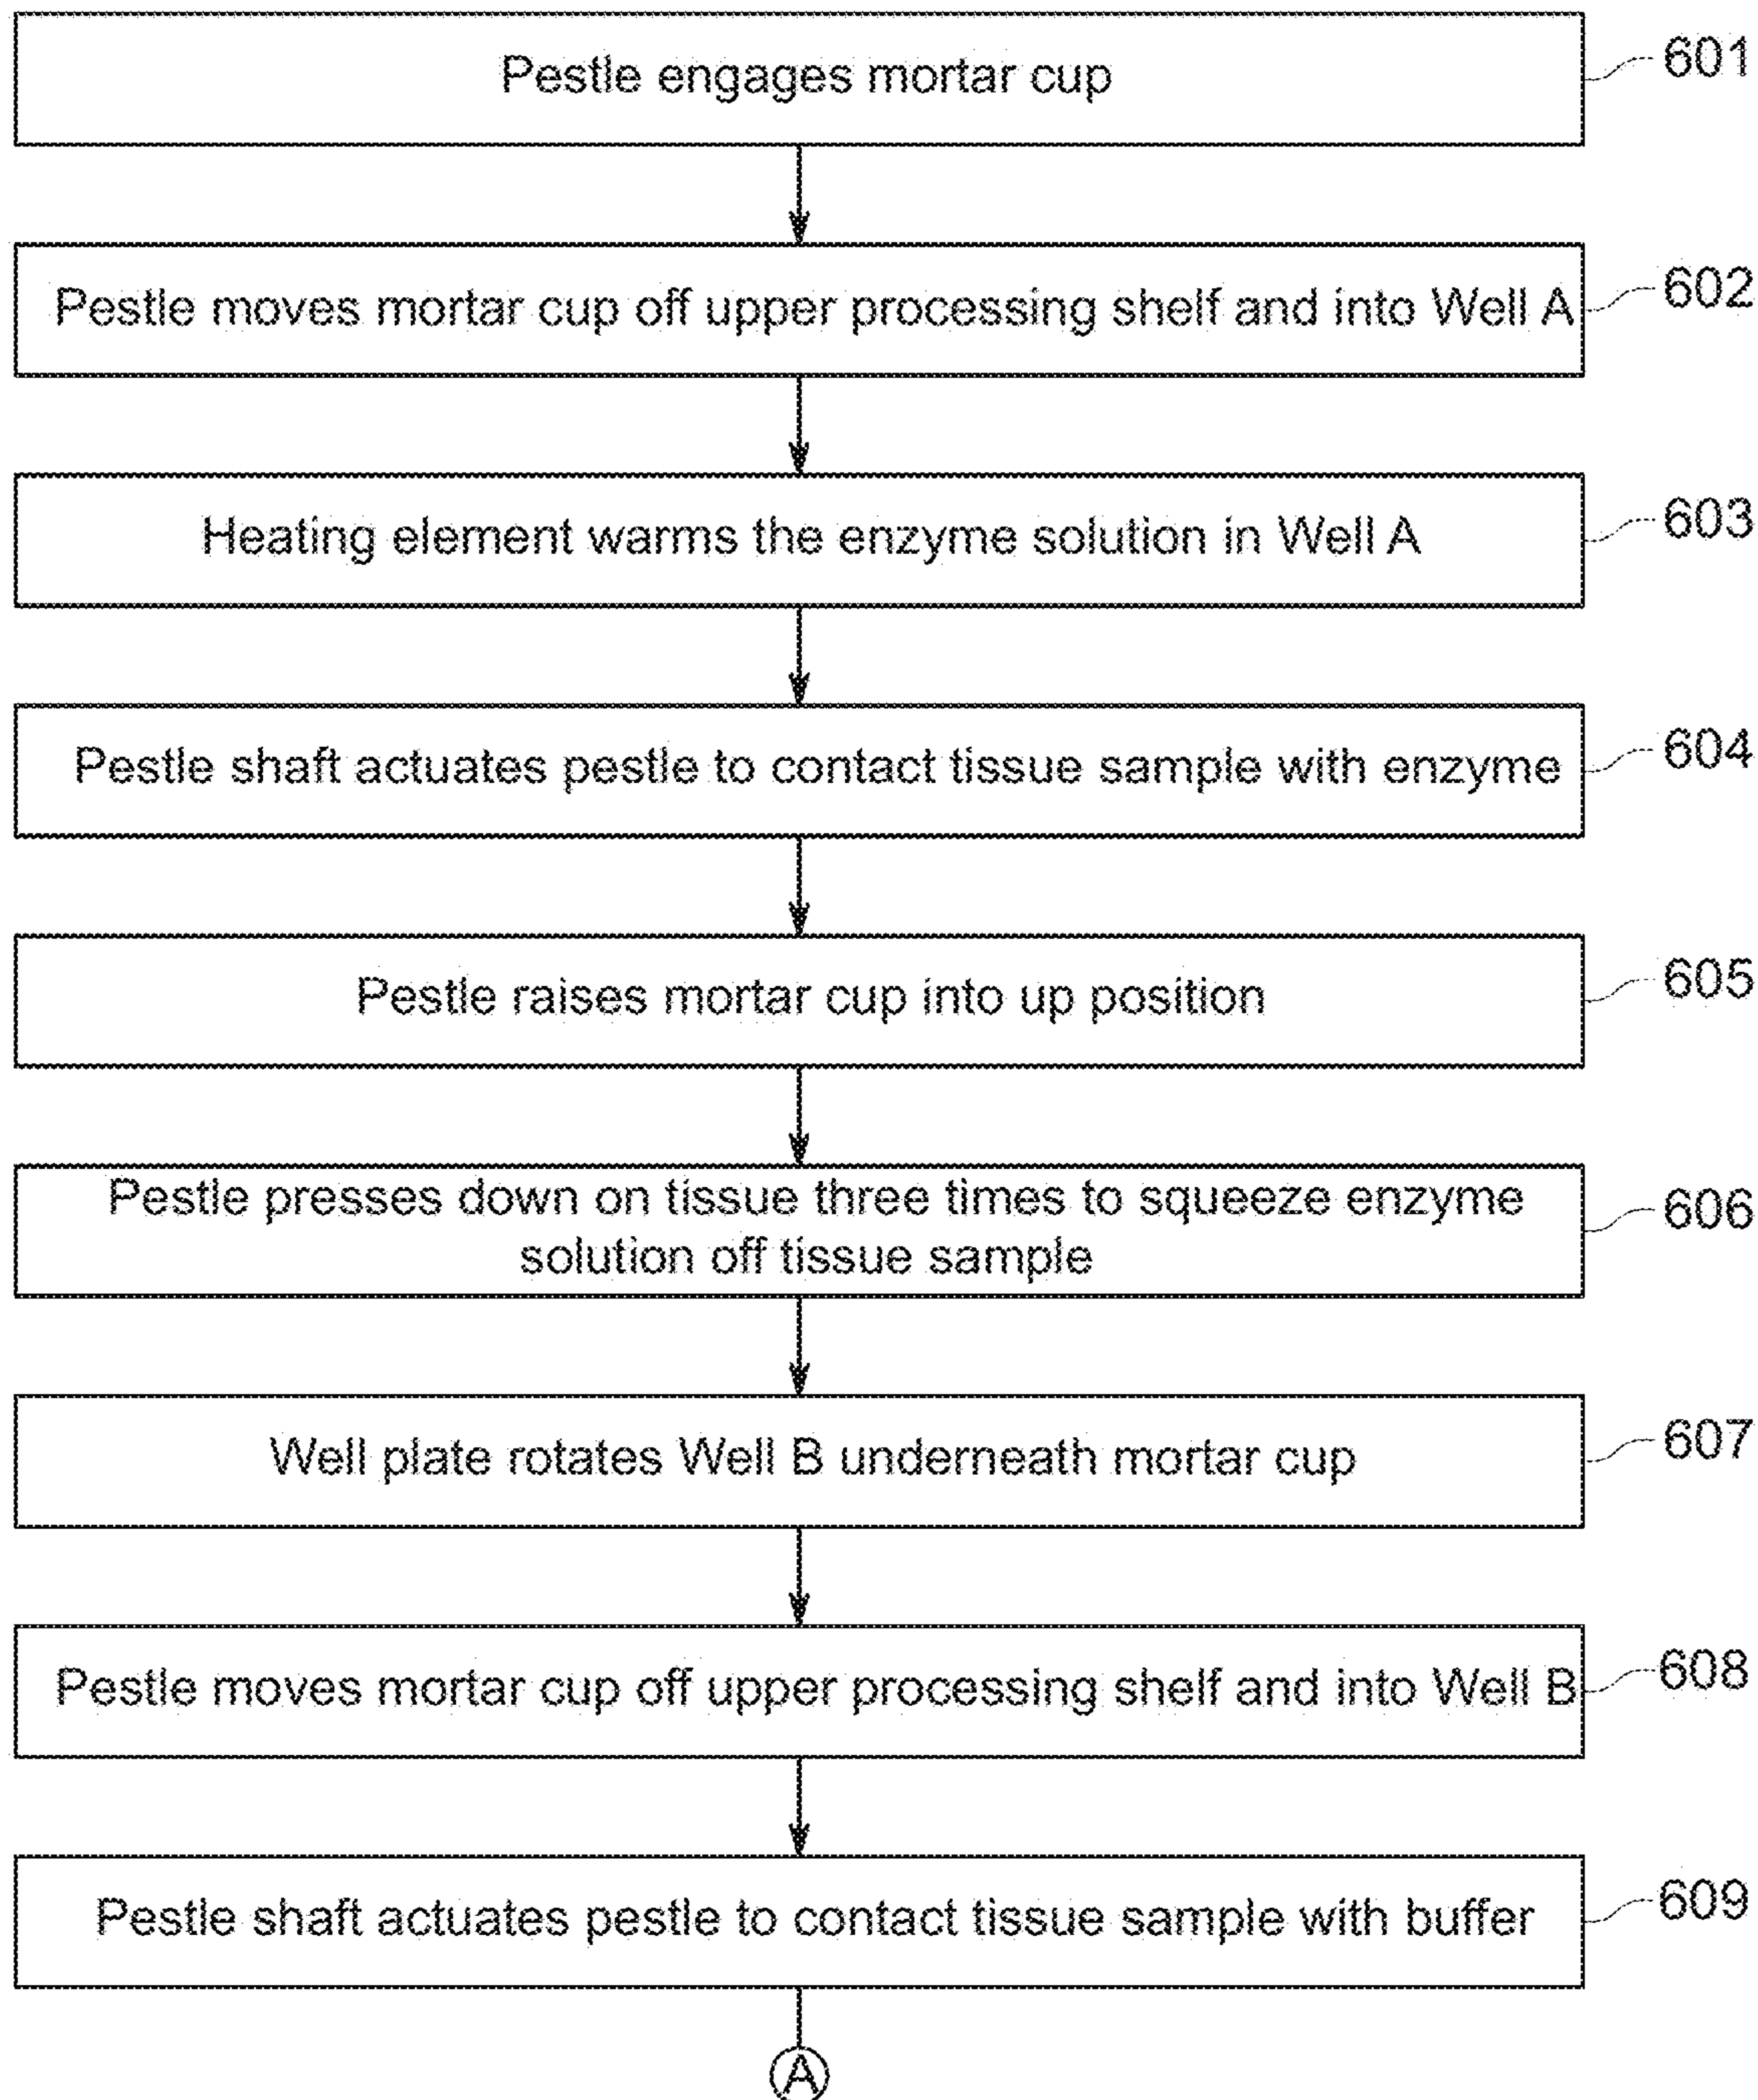 Pestle engages mortar cup
601
Pestle moves mortar cup off upper processing shelf and into Well A
602
Heating element warms the enzyme solution in Well A
603
Pestle shaft actuates pestle to contact tissue sample with enzyme
604
Pestle raises mortar cup into up position
605
Pestle presses down on tissue three times to squeeze enzyme
solution off tissue sample
606
Well plate rotates Well B underneath mortar cup
607
Pestle moves mortar cup off upper processing shelf and into Well B
608
Pestle shaft actuates pestle to contact tissue sample with buffer
609
A